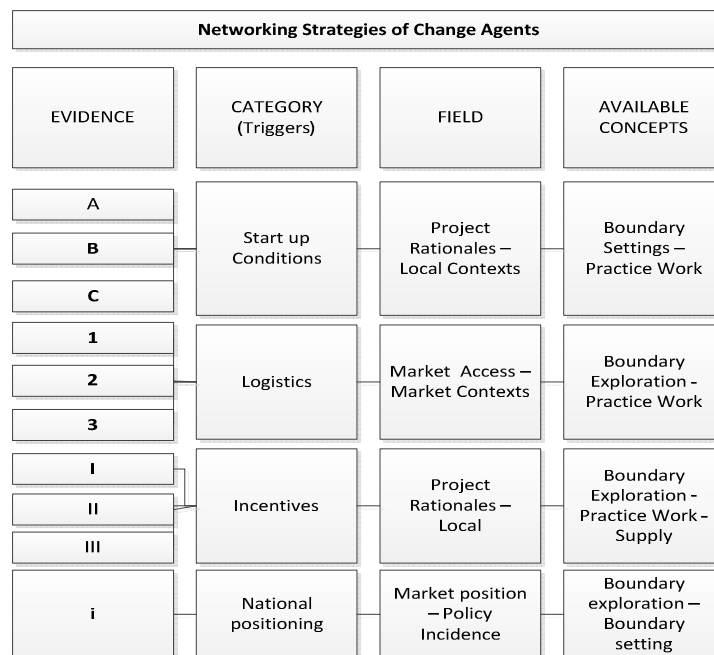 Networking Strategies of Change Agents
EVIDENCE
CATEGORY
(Triggers)
FIELD
AVAILABLE
CONCEPTS
A
B
C
Start up
Conditions
Project
Rationales –
Local Contexts
Boundary
Settings –
Practice Work
1
2
3
Logistics
Market Access –
Market Contexts
Boundary
Exploration -
Practice Work
I
II
III
Incentives
Project
Rationales –
Local
Boundary
Exploration -
Practice Work -
Supply
i
National
positioning
Market position
– Policy
Incidence
Boundary
exploration –
Boundary
setting